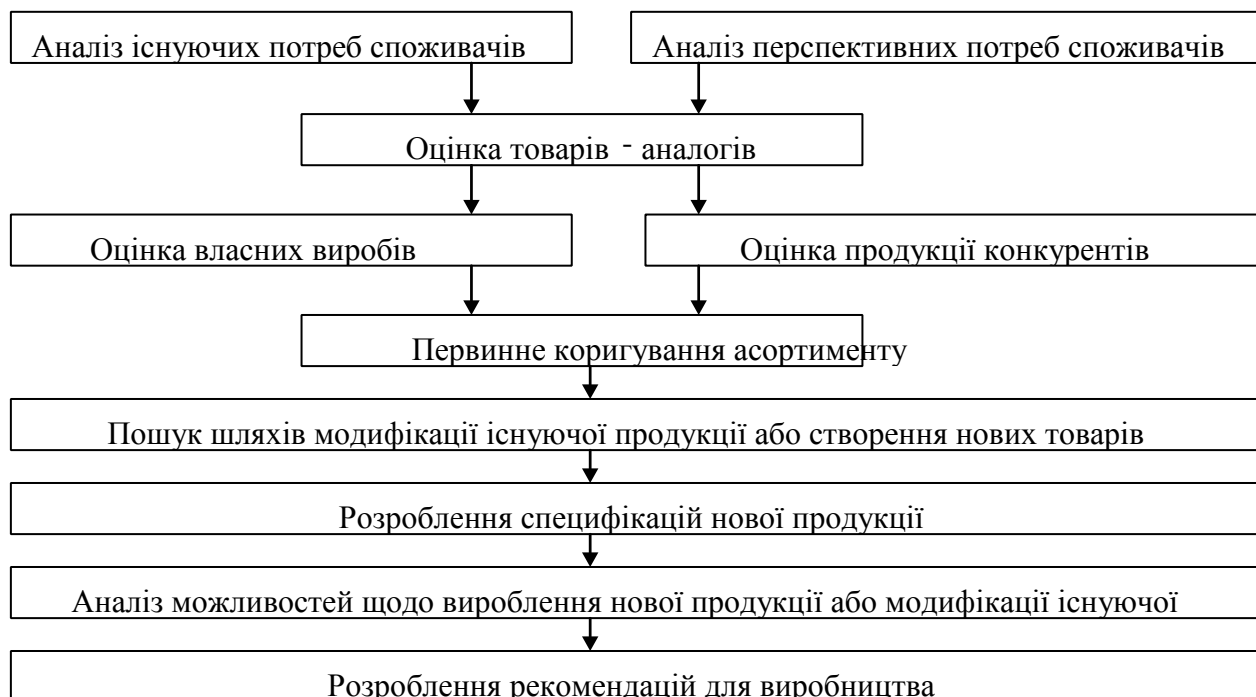 Аналіз існуючих потреб споживачів
Аналіз перспективних потреб споживачів
Оцінка товарів - аналогів
Оцінка власних виробів
Оцінка продукції конкурентів
Первинне коригування асортименту
Пошук шляхів модифікації існуючої продукції або створення нових товарів
Розроблення специфікацій нової продукції
Аналіз можливостей щодо вироблення нової продукції або модифікації існуючої
Розроблення рекомендацій для виробництва